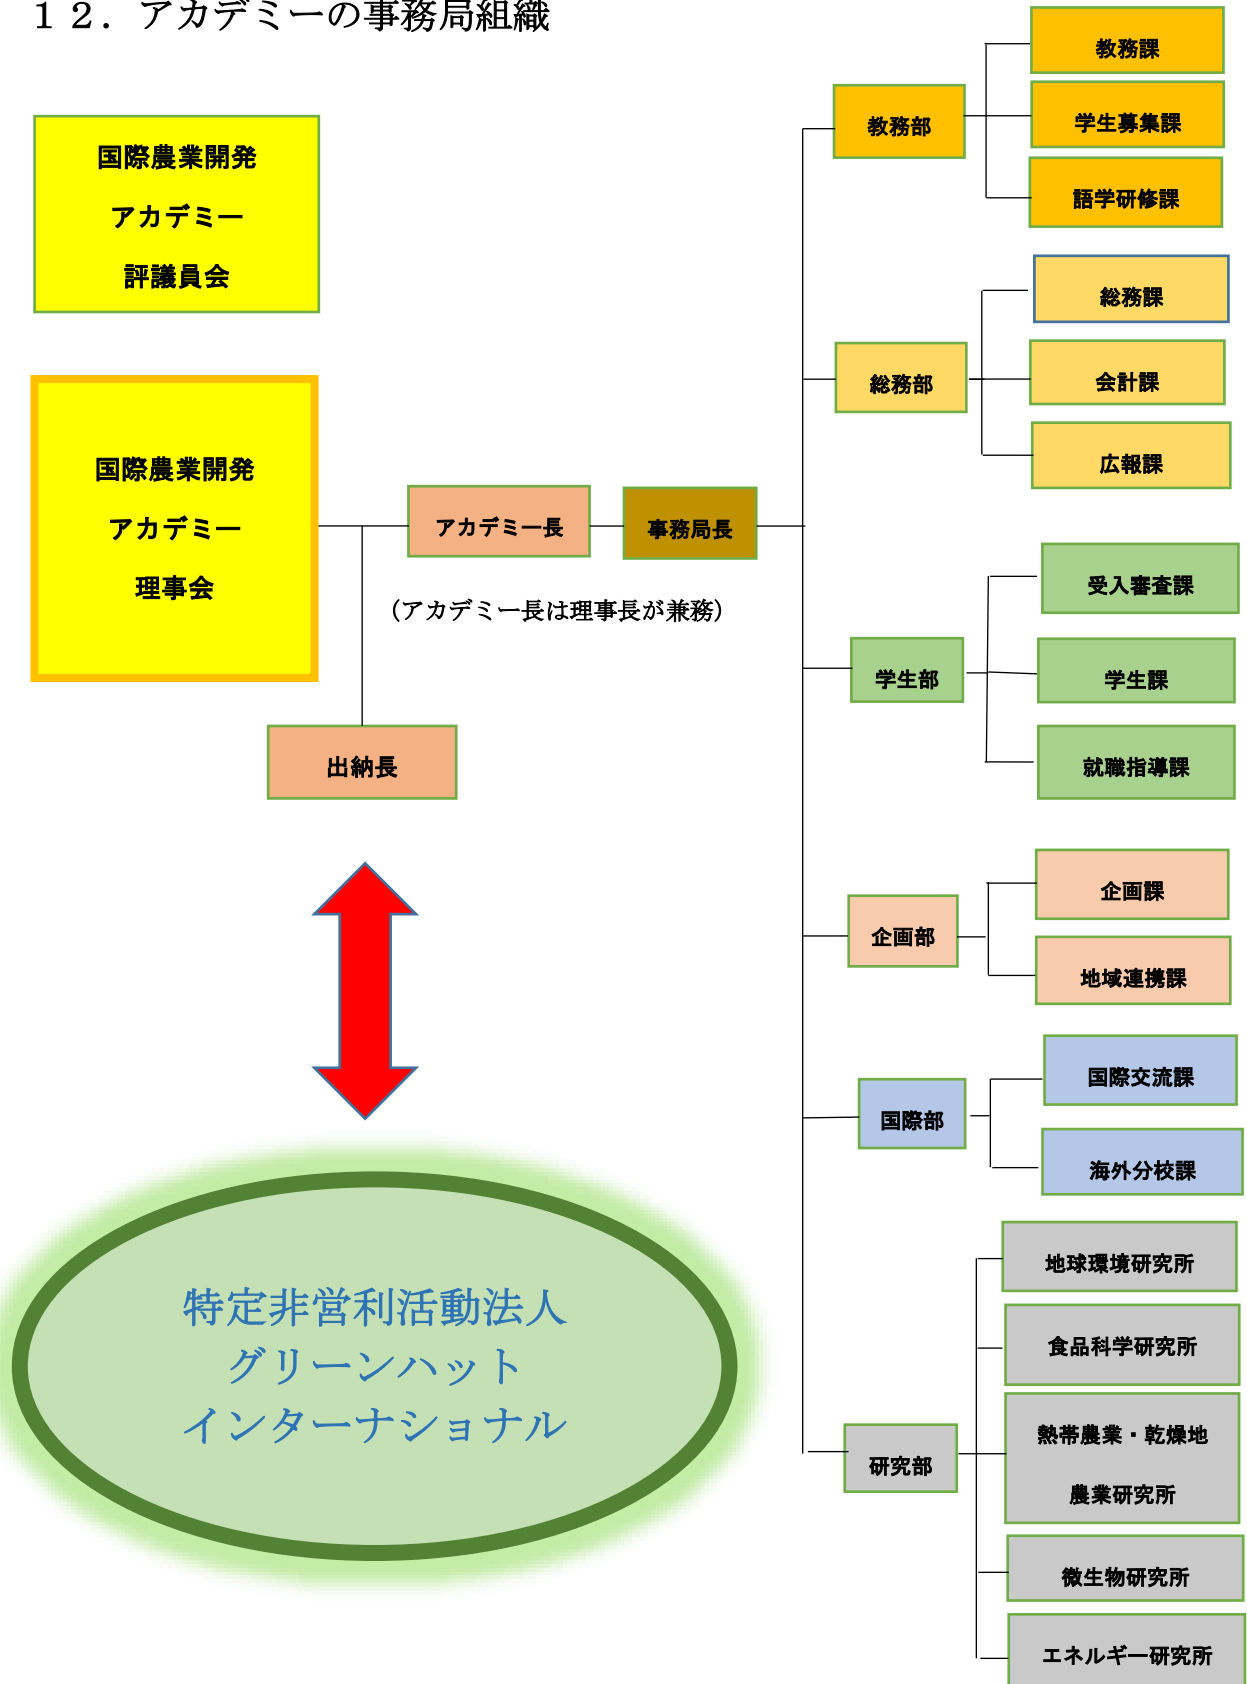 １２．アカデミーの事務局組織
国際農業開発
アカデミー
評議員会
国際農業開発
アカデミー
理事会
アカデミー長
事務局長
（アカデミー長は理事長が兼務）
出納長
特定非営利活動法人
グリーンハット
インターナショナル
教務部
教務課
学生募集課
語学研修課
総務部
総務課
会計課
広報課
学生部
受入審査課
学生課
就職指導課
企画部
企画課
地域連携課
国際部
国際交流課
海外分校課
研究部
地球環境研究所
食品科学研究所
熱帯農業・乾燥地
農業研究所
微生物研究所
エネルギー研究所